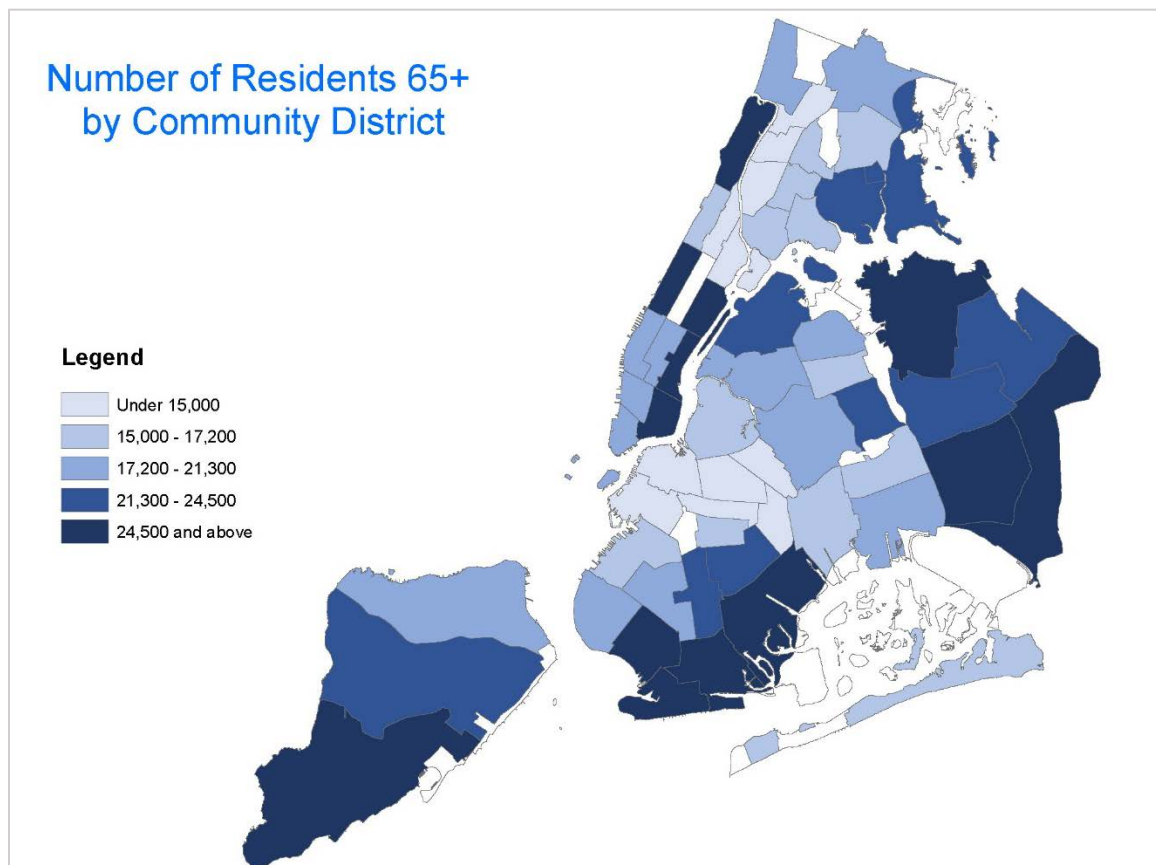 Number of Residents 65+
by Community District
Legend
Under 15,000
15,000 - 17,200
17,200 - 21,300
21,300 - 24,500
24,500 and above